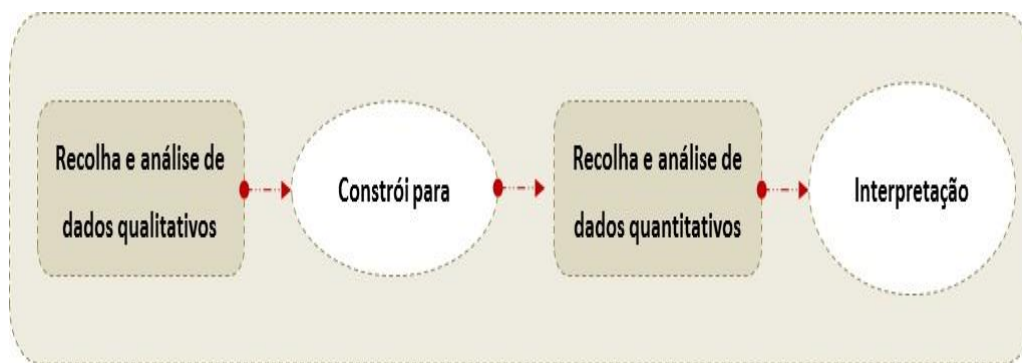 Recolha e análise de
dados qualitativos
Constrói para
Recolha e análise de
dados quantitativos
Interpretação